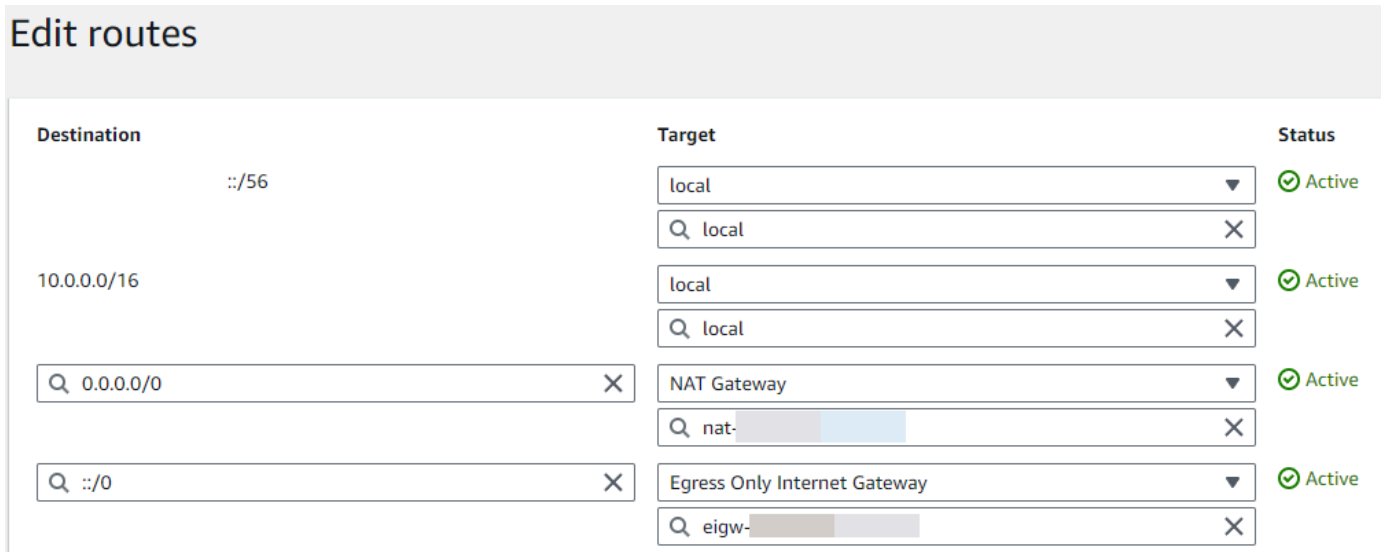 Edit routes
Destination Target Status
::/56 local Active
local
10.0.0.0/16 local Active
local
0.0.0.0/0 NAT Gateway Active
nat-
::/0 Egress Only Internet Gateway Active
eigw-